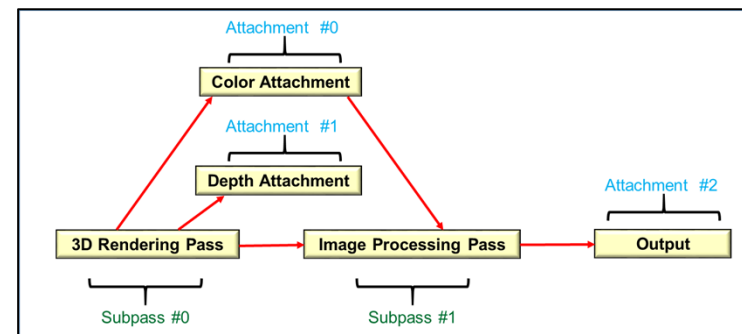 Attachment #0
Color Attachment
Attachment #1
Depth Attachment
Attachment #2
3D Rendering Pass
Image Processing Pass
Output
Subpass #0
Subpass #1